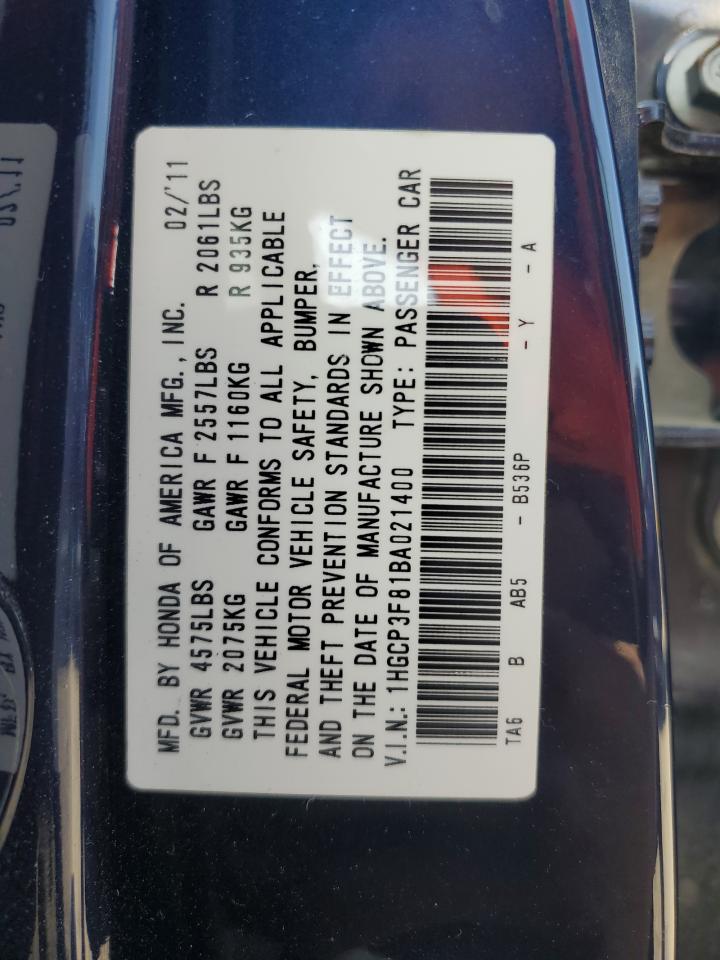 MFD. BY HONDA OF AMERICA MFG., INC. 02/'11
GVWR 4575LBS GAWR F 2557LBS R 2061LBS
GVWR 2075KG GAWR F 1160KG R 935KG
THIS VEHICLE CONFORMS TO ALL APPLICABLE
FEDERAL MOTOR VEHICLE SAFETY, BUMPER,
AND THEFT PREVENTION STANDARDS IN EFFECT
ON THE DATE OF MANUFACTURE SHOWN ABOVE.
V.I.N.: 1HGCP3F81BA021400 TYPE: PASSENGER CAR
TA6 B AB5 - B536P - Y - A